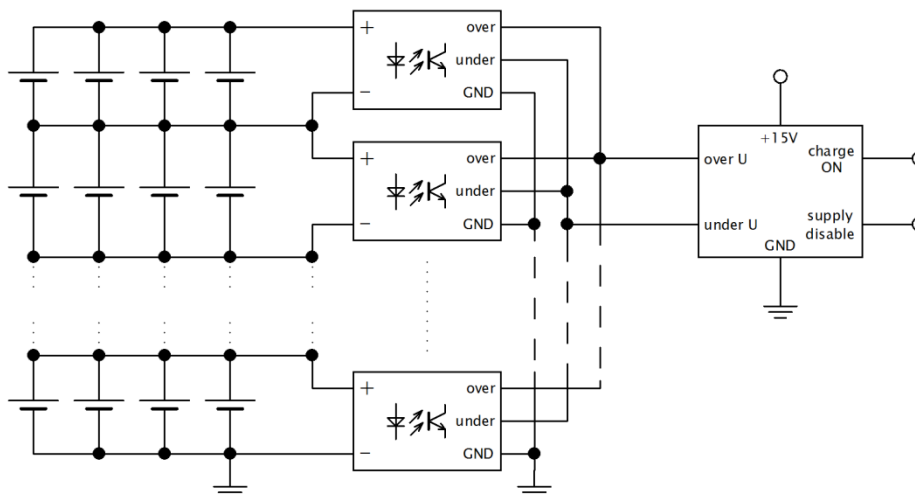 + over
under
− GND
+ over
under
− GND
+ over
under
− GND
+15V
over U charge
ON
under U supply
disable
GND